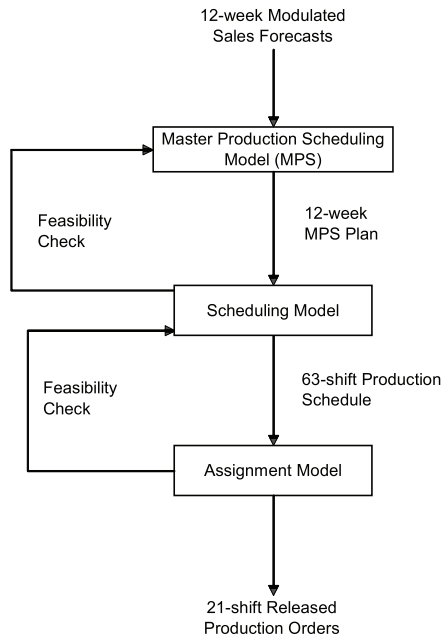 12-week Modulated
Sales Forecasts
Master Production Scheduling
Model (MPS)
Feasibility
Check
12-week
MPS Plan
Scheduling Model
Feasibility
Check
63-shift Production
Schedule
Assignment Model
21-shift Released
Production Orders